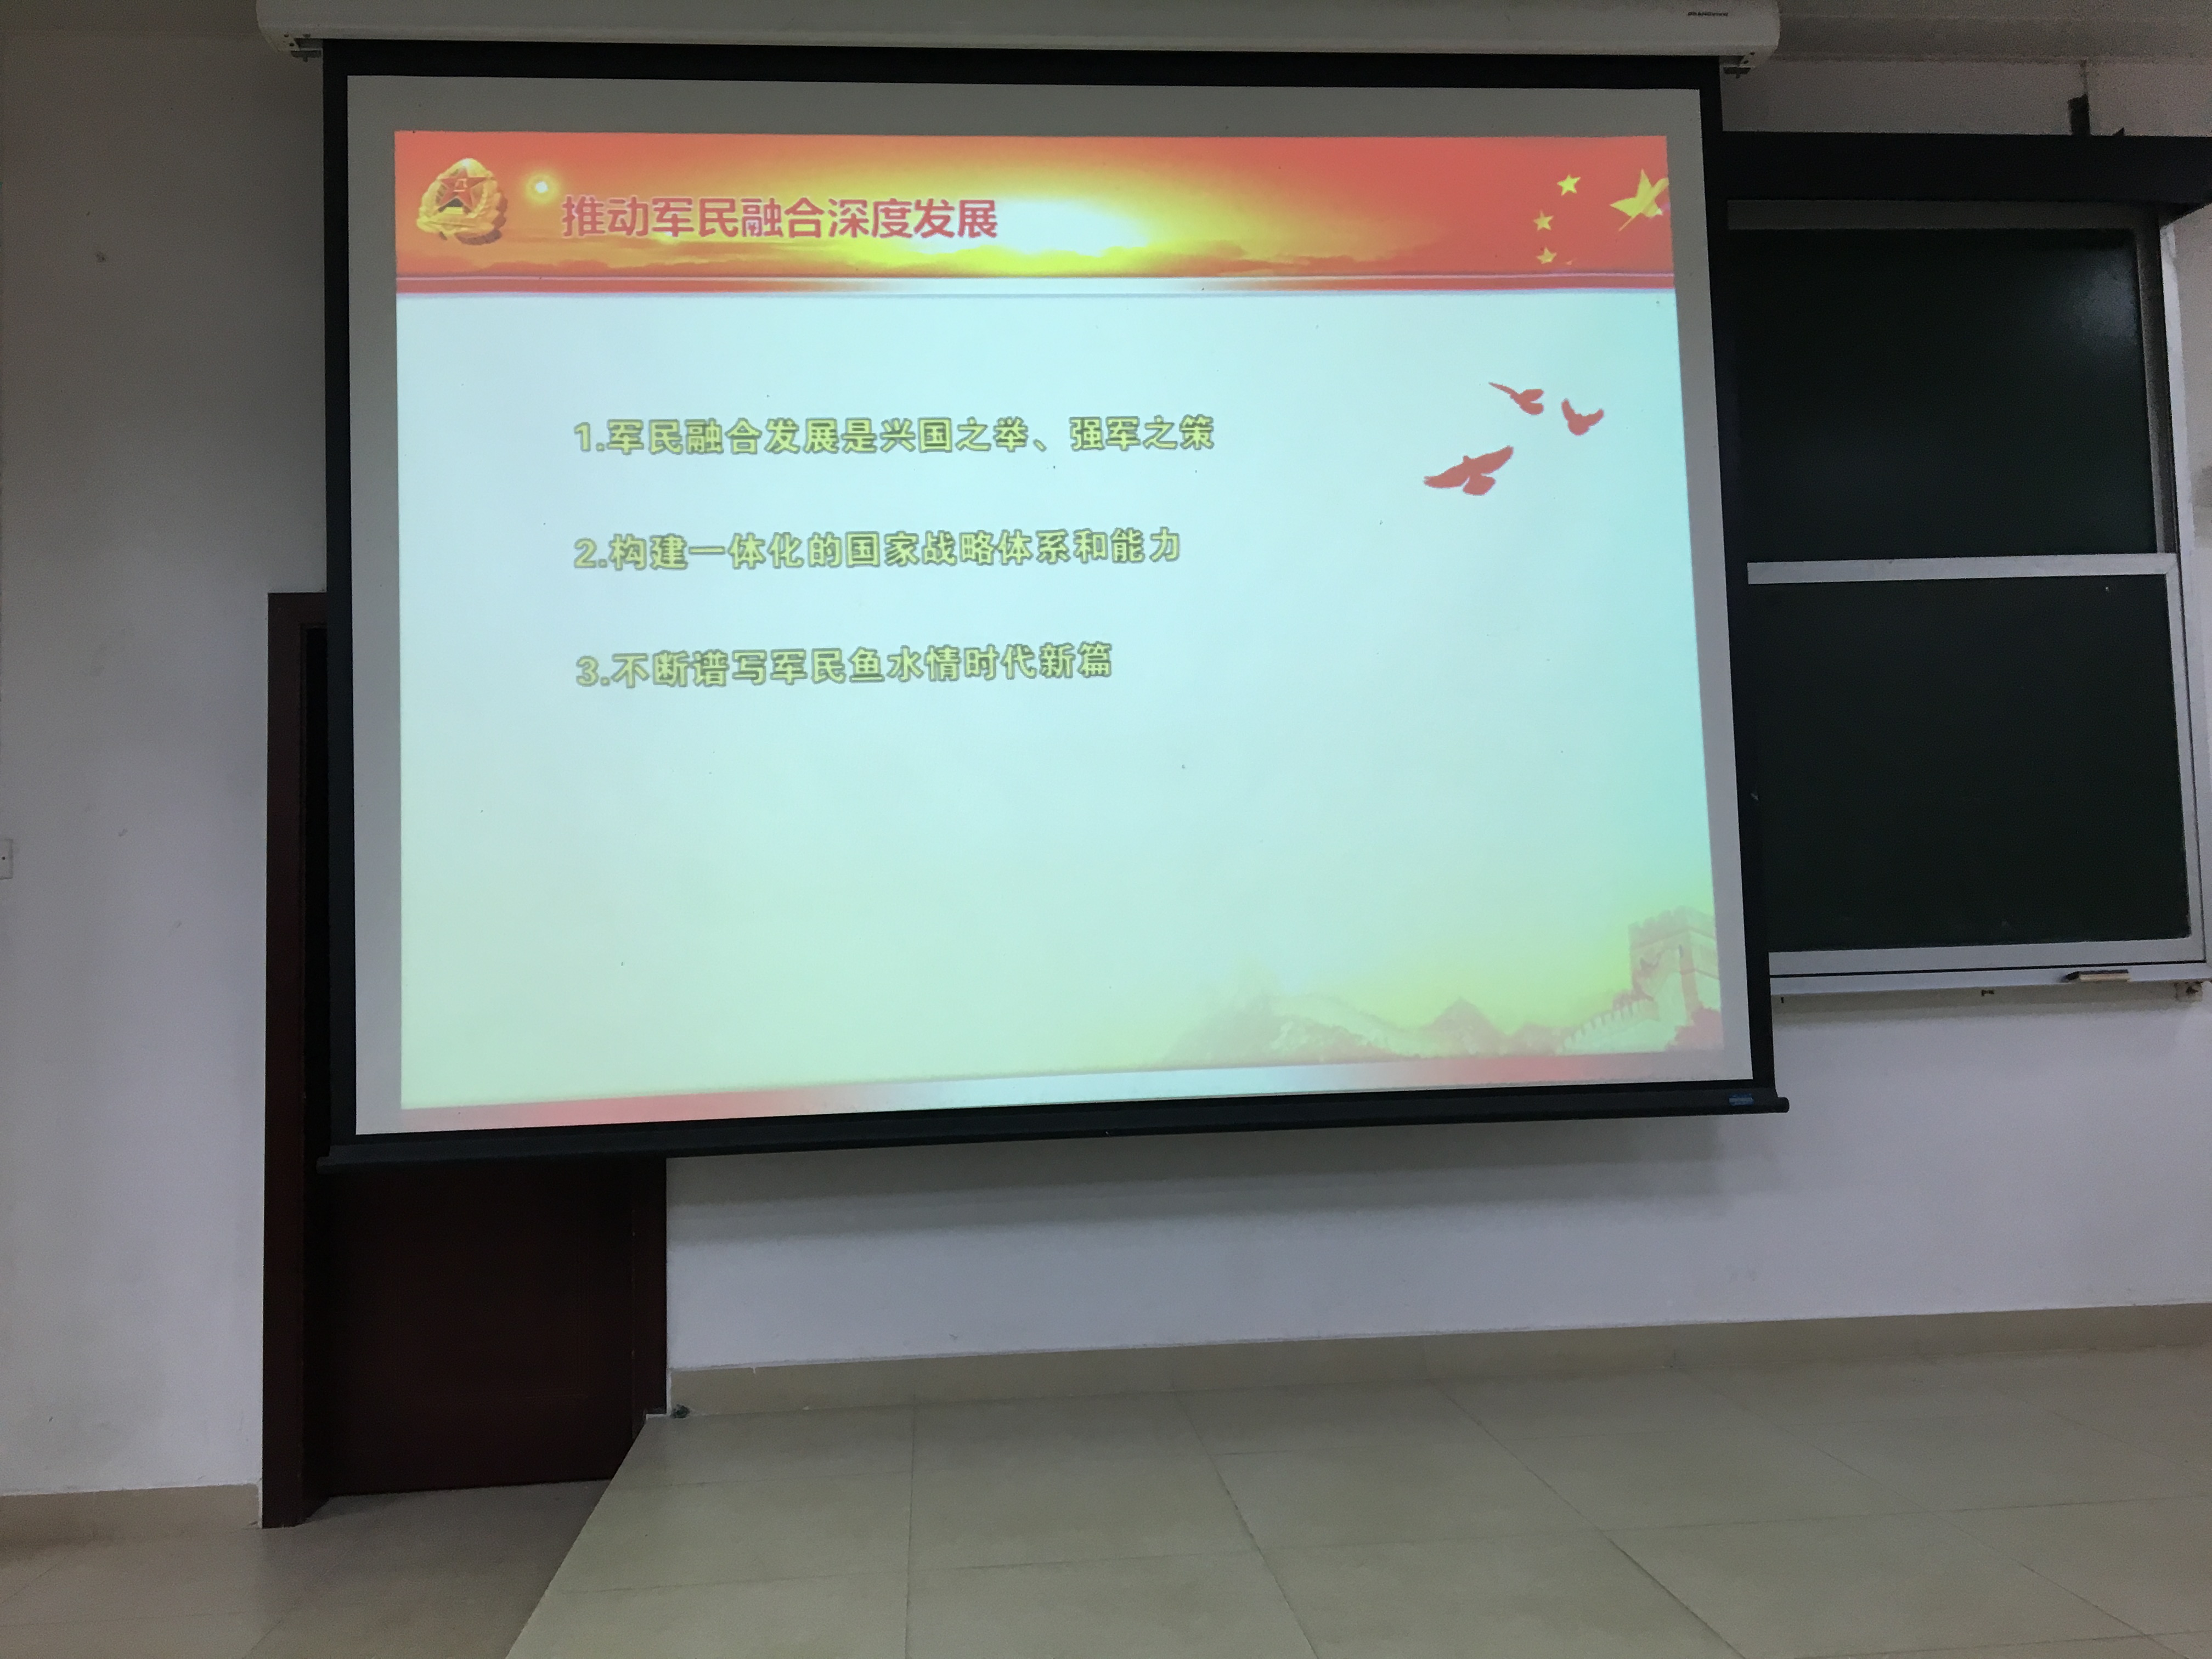 推动军民融合深度发展
1.军民融合发展是兴国之举、强军之策
2.构建一体化的国家战略体系和能力
3.不断谱写军民鱼水情时代新篇